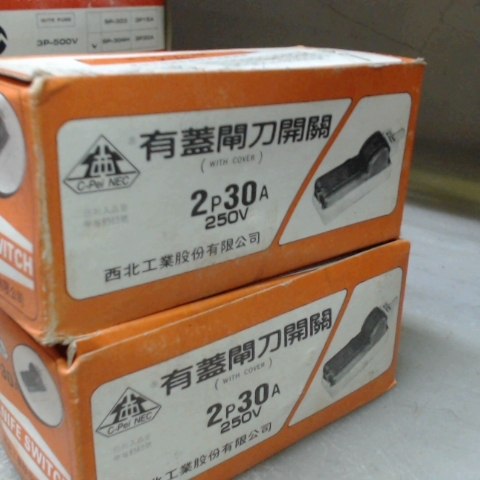 3P-500V
有蓋閘刀開關
(WITH COVER)
C-Pei NEC
2P30A
250V
西北工業股份有限公司
SWITCH
有蓋閘刀開關
(WITH COVER)
C-Pei NEC
2P30A
250V
北工業股份有限公司
KNIFE SWITCH